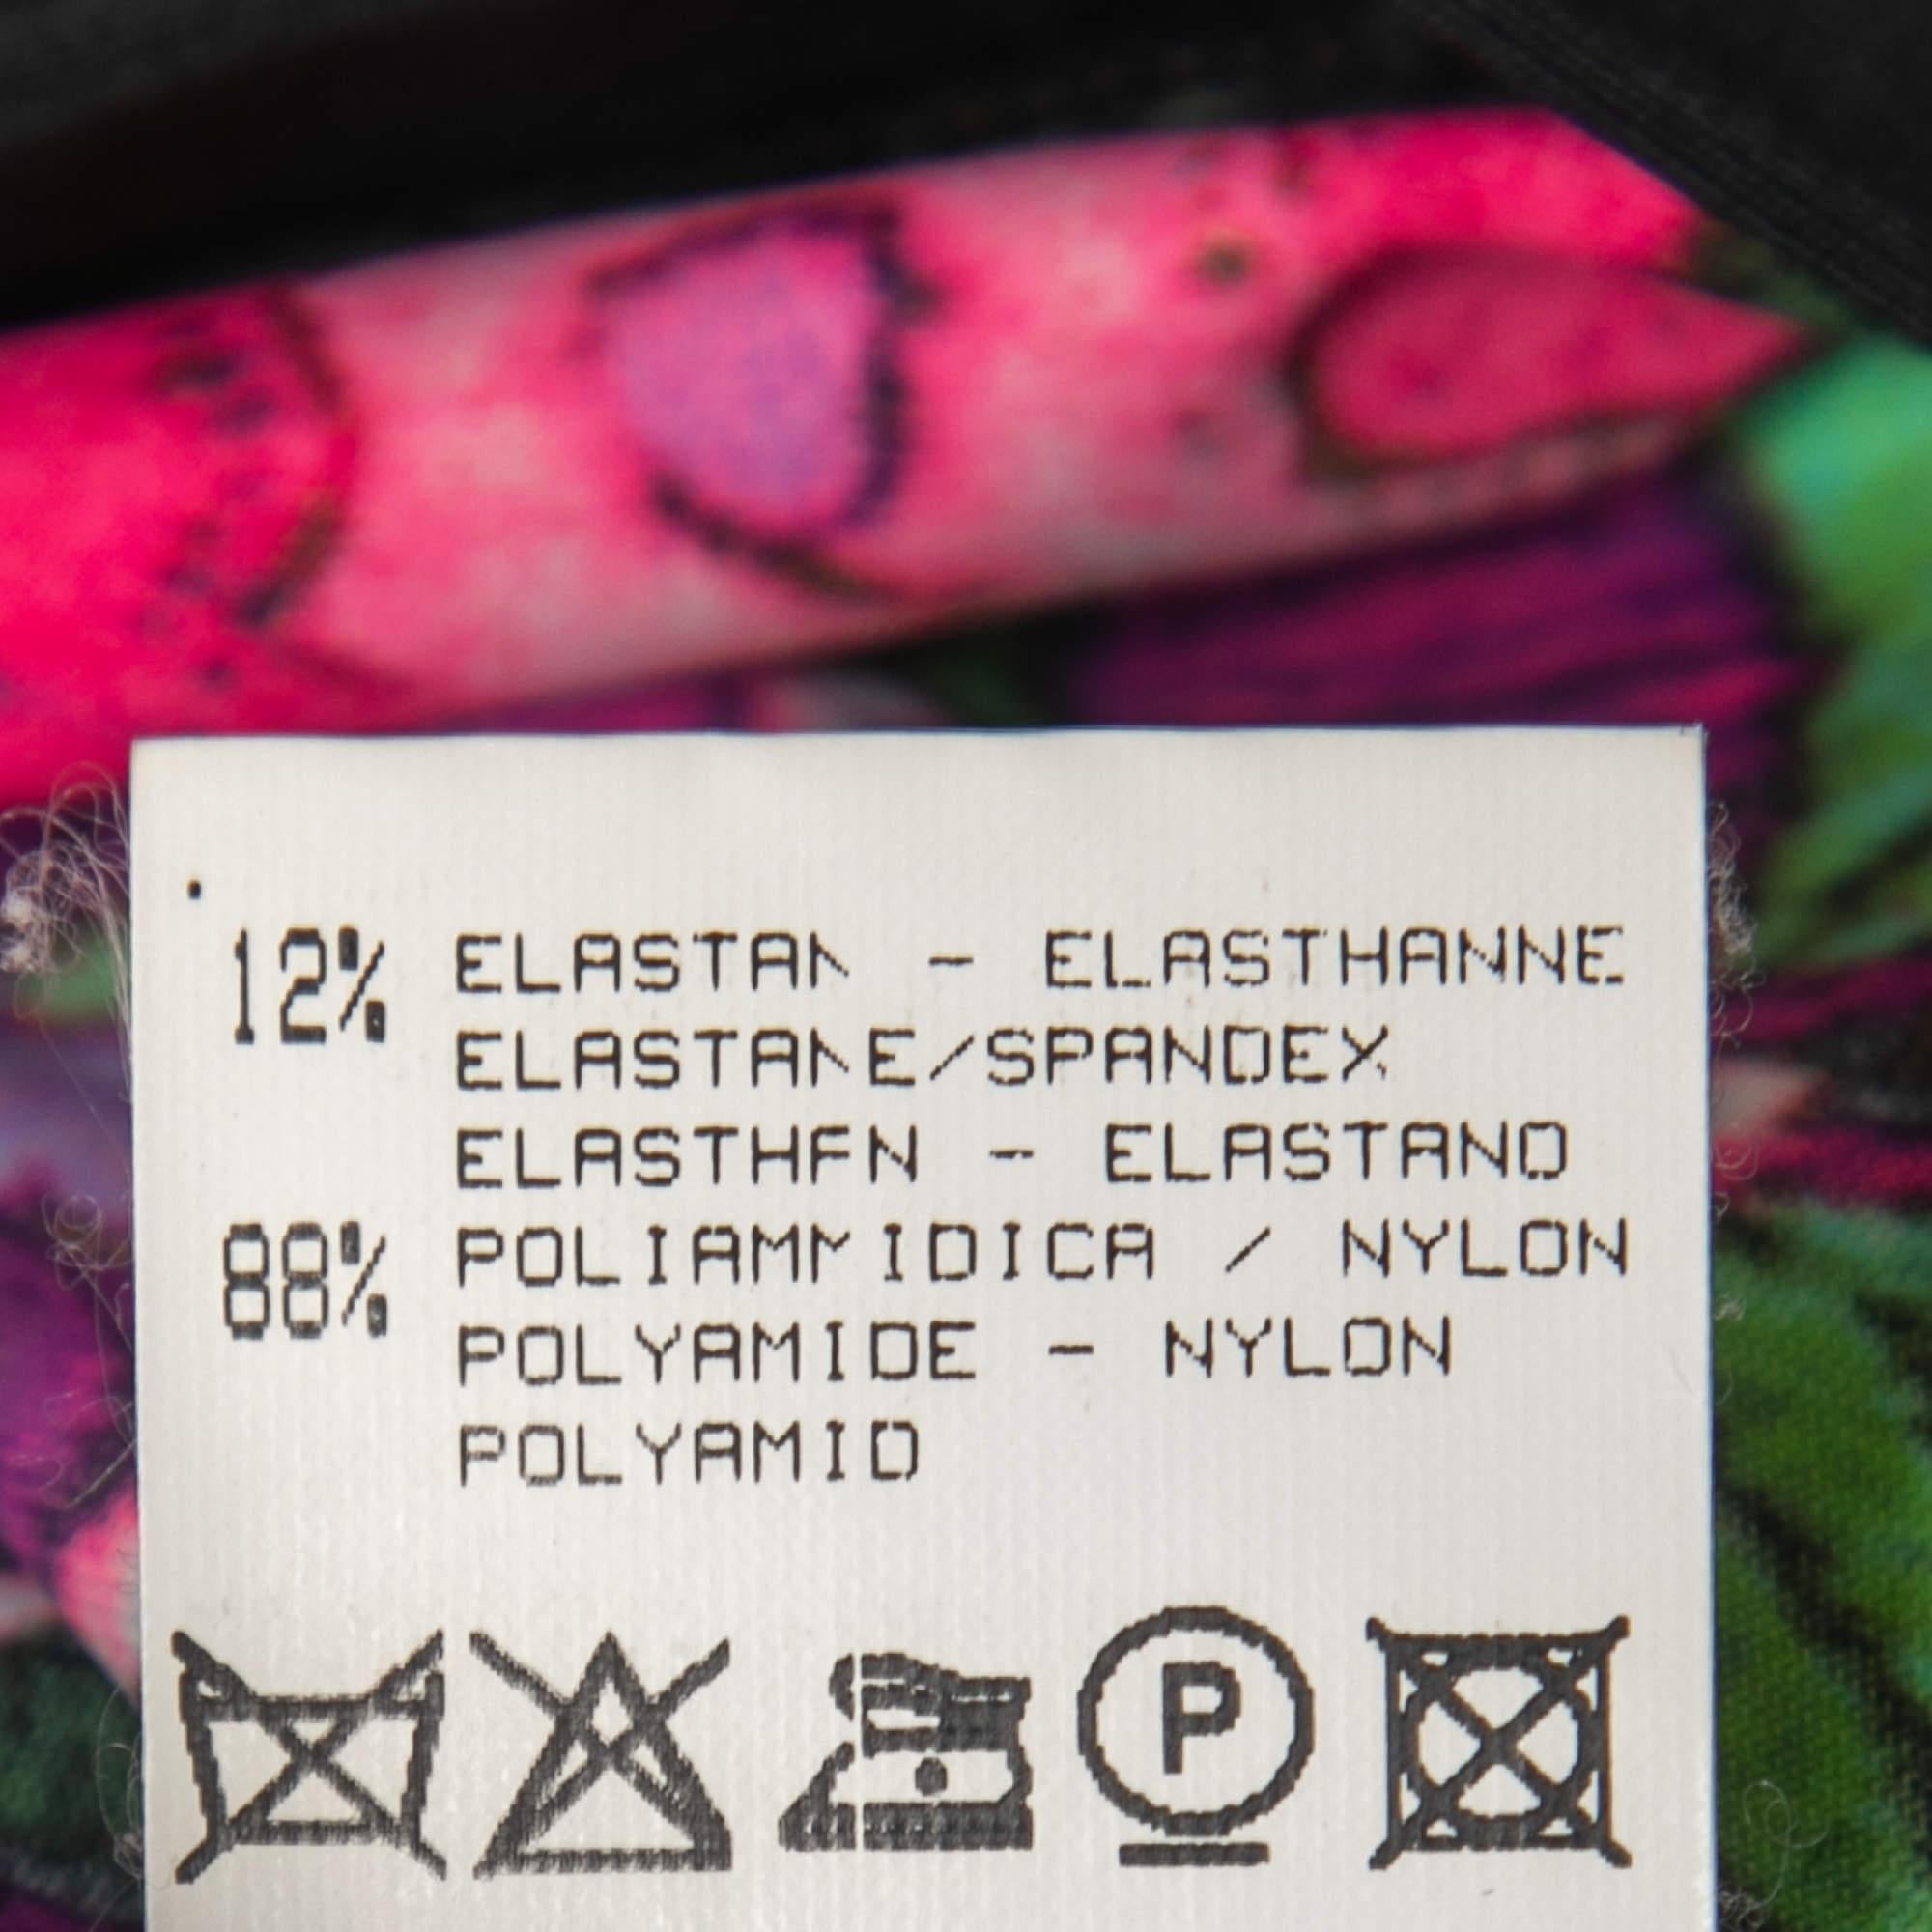 12% ELASTAN - ELASTHANNE
ELASTANE/SPANDEX
ELASTHAN - ELASTANO
88% POLIAMMIDICA / NYLON
POLYAMIDE - NYLON
POLYAMID
P